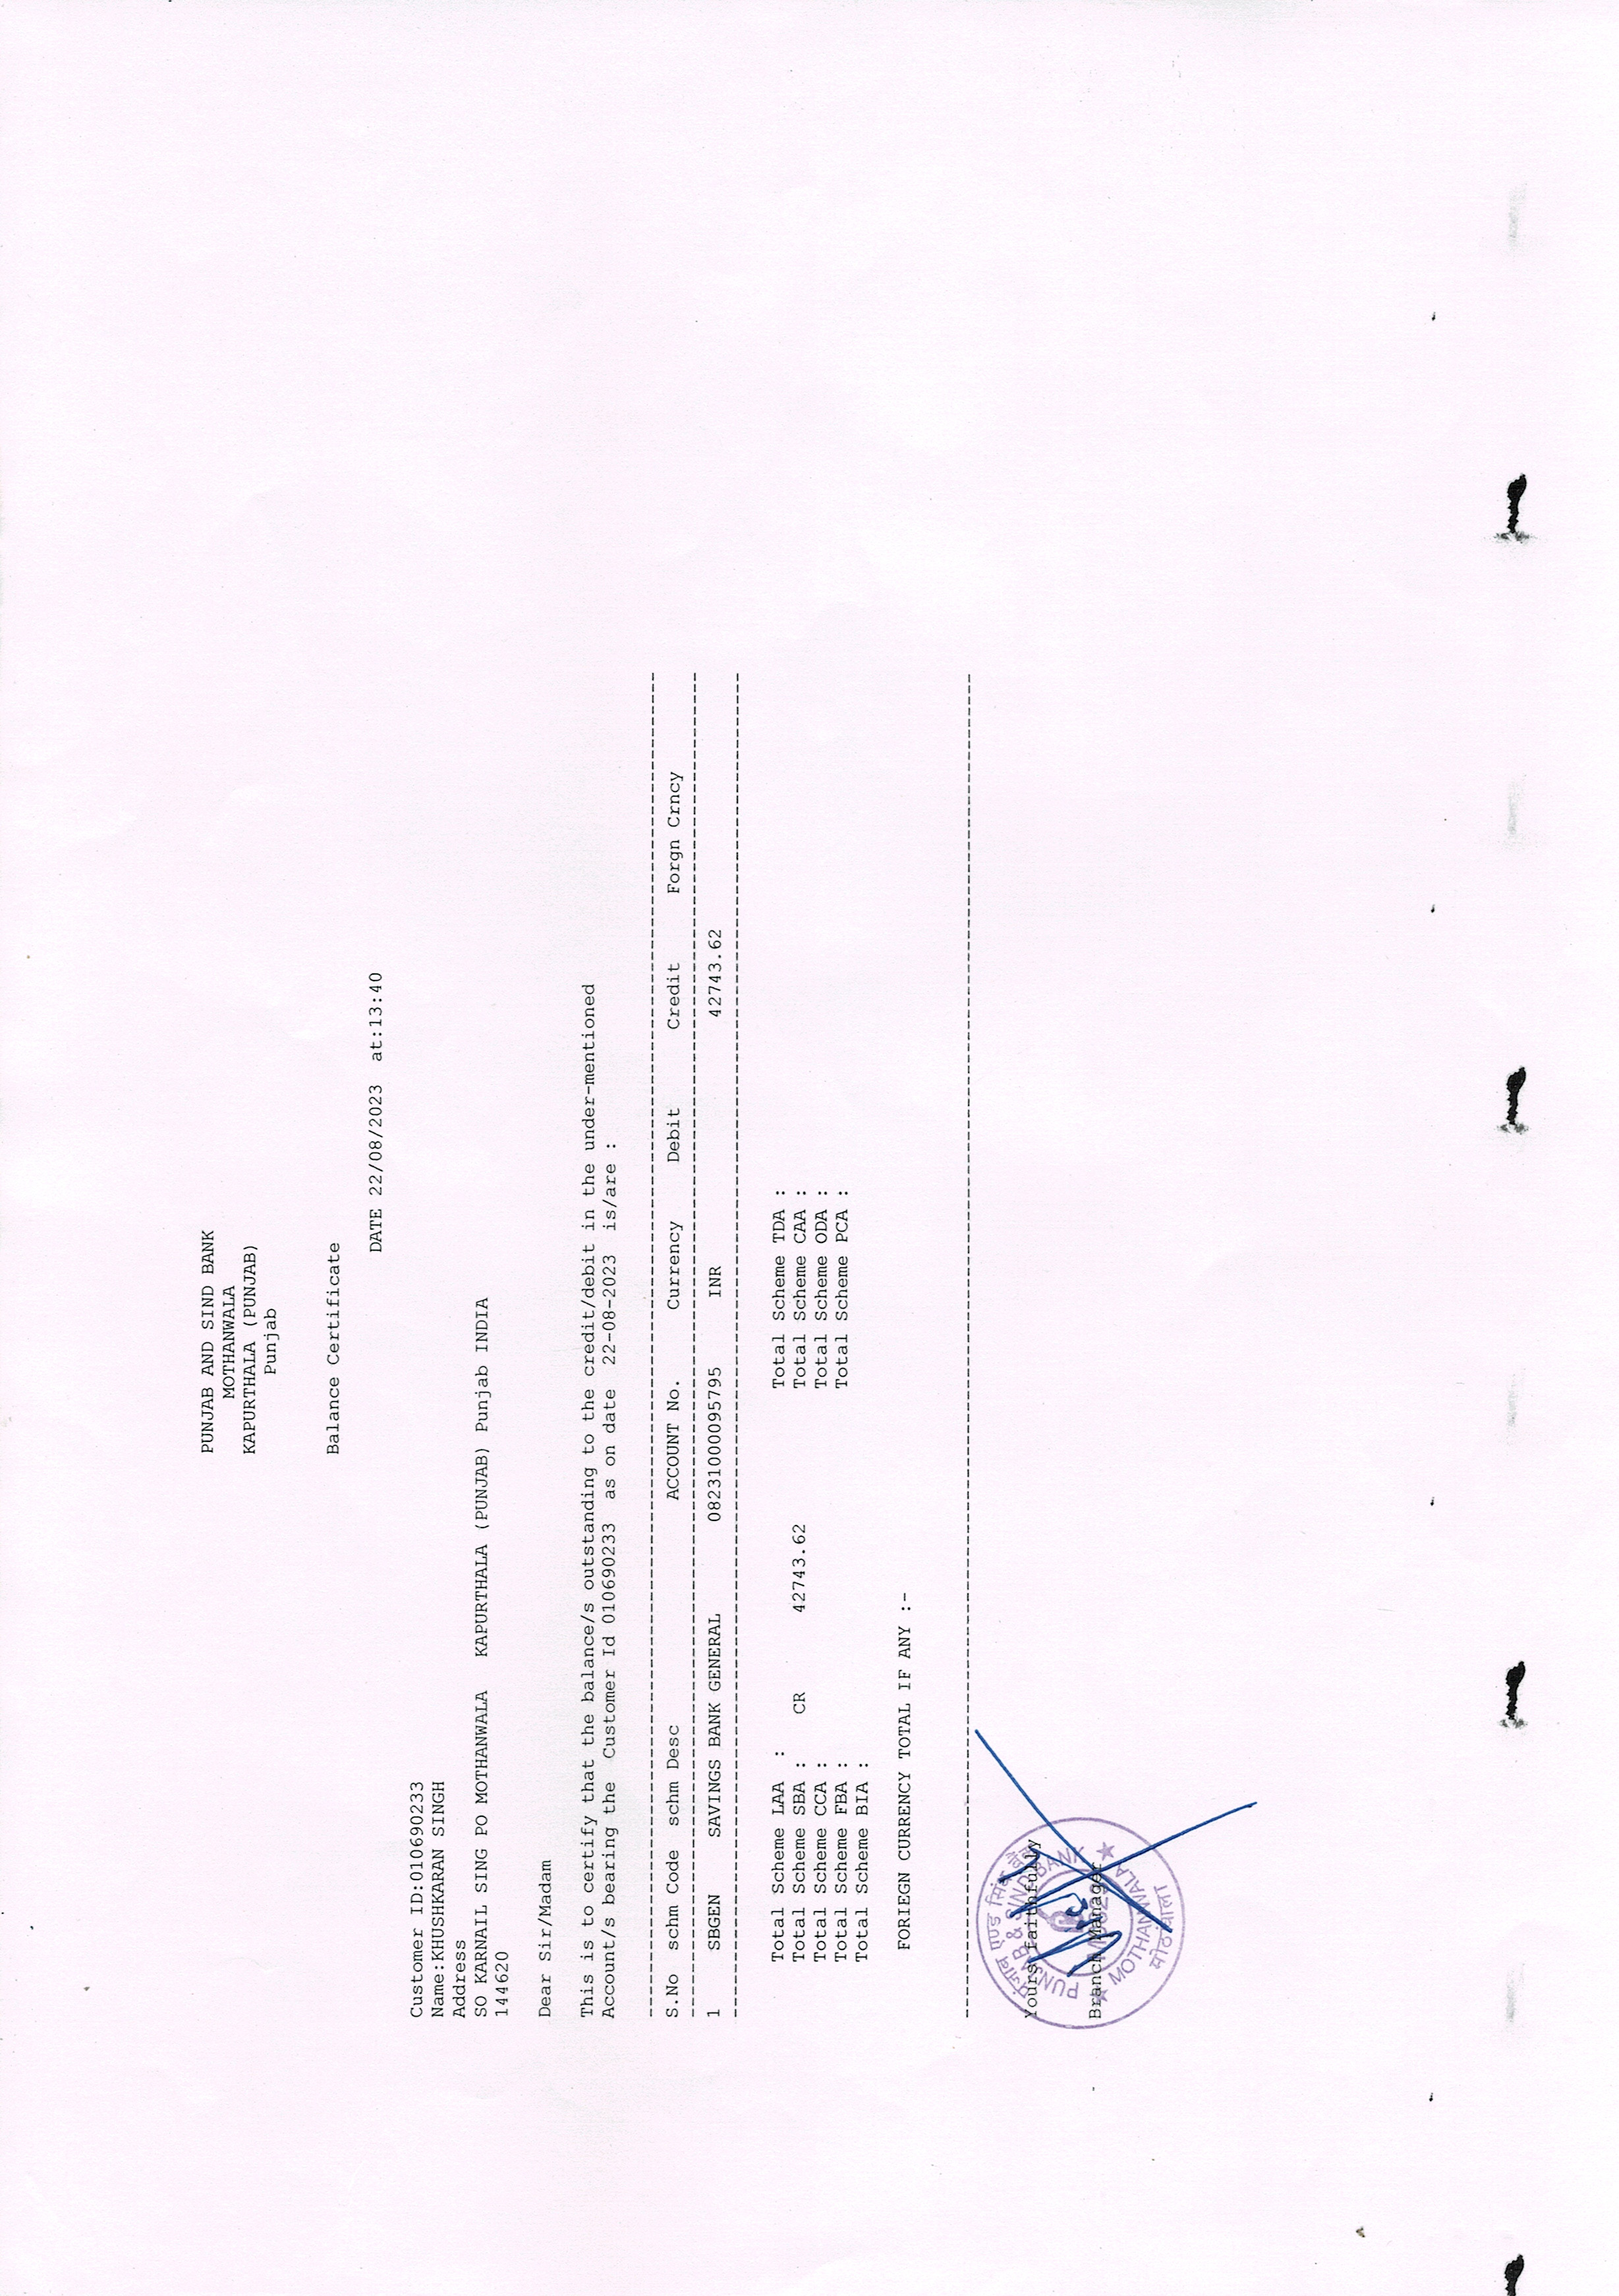 PUNJAB AND SIND BANK
MOTHANWALA
KAPURTHALA (PUNJAB)
Punjab
Balance Certificate
DATE 22/08/2023 at:13:40
Customer ID:010690233
Name:KHUSHKARAN SINGH
Address
SO KARNAIL SING PO MOTHANWALA KAPURTHALA (PUNJAB) Punjab INDIA
144620
Dear Sir/Madam
This is to certify that the balance/s outstanding to the credit/debit in the under-mentioned
Account/s bearing the Customer Id 010690233 as on date 22-08-2023 is/are :
S.No schm Code schm Desc ACCOUNT No. Currency Debit Credit Forgn Crncy
1 SBGEN SAVINGS BANK GENERAL 08231000095795 INR 42743.62
Total Scheme LAA : Total Scheme TDA :
Total Scheme SBA : CR 42743.62 Total Scheme CAA :
Total Scheme CCA : Total Scheme ODA :
Total Scheme FBA : Total Scheme PCA :
Total Scheme BIA :
FORIEGN CURRENCY TOTAL IF ANY :-
पंजाब एण्ड सिंध बैंक
PUNJAB & SIND BANK
Yours faithfully
Branch Manager
MOTHANWALA
मोठांवाला